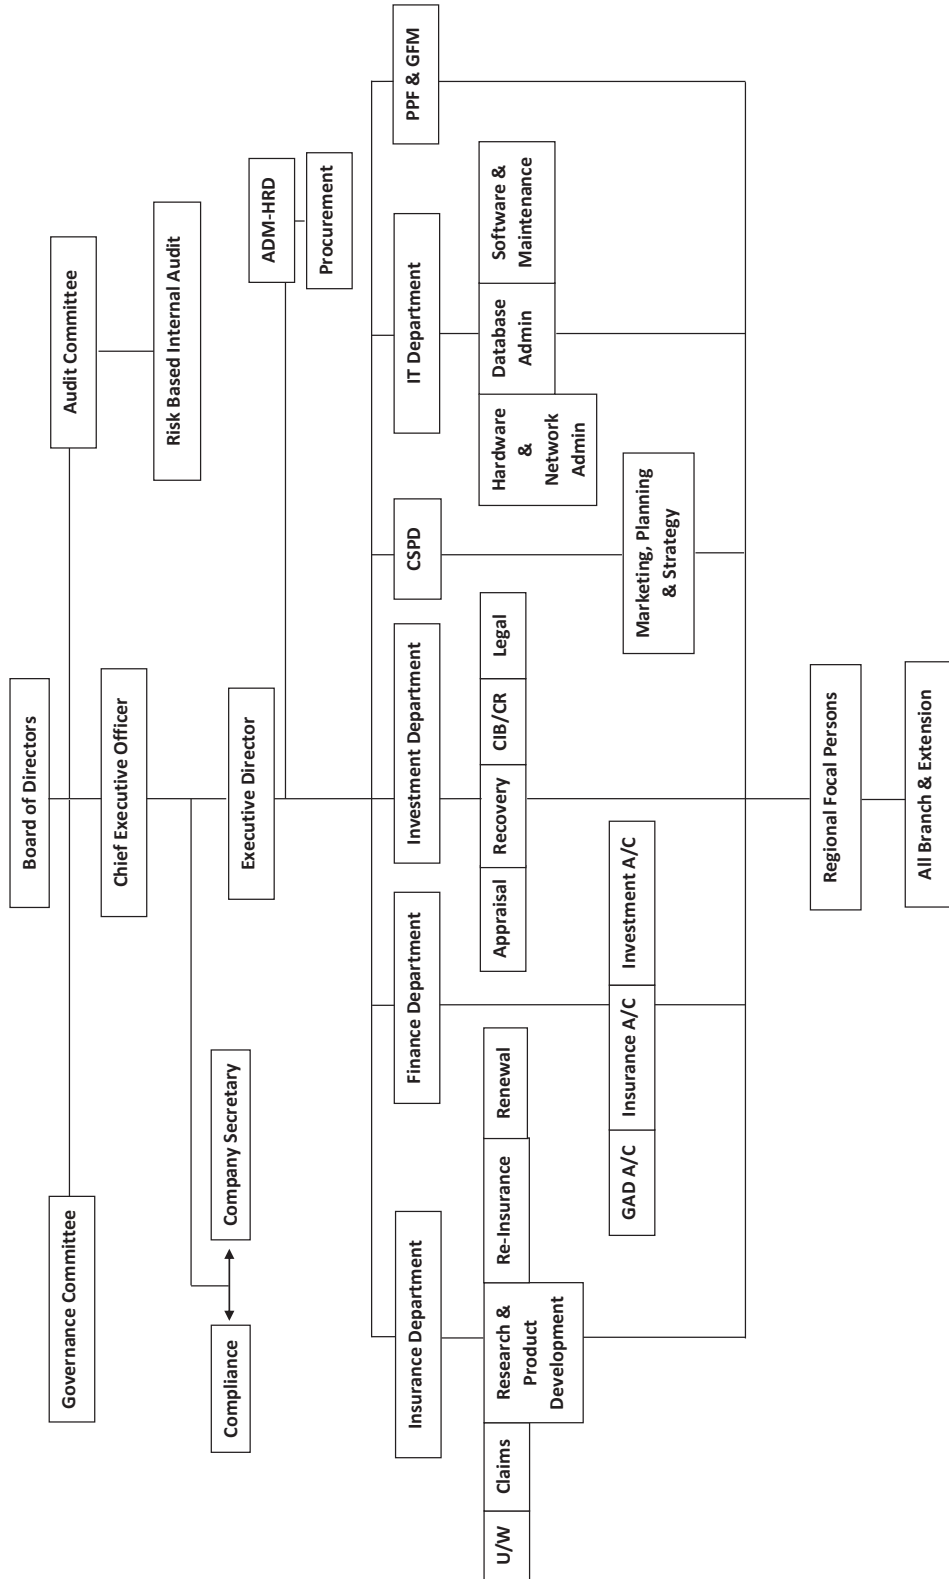 Board of Directors
Governance Committee
Audit Committee
Chief Executive Officer
Risk Based Internal Audit
Compliance
Company Secretary
Executive Director
ADM-HRD
Procurement
Insurance Department
Finance Department
Investment Department
CSPD
IT Department
PPF & GFM
U/W
Claims
Research &
Product
Development
Re-Insurance
Renewal
Appraisal
Recovery
CIB/CR
Legal
Hardware
&
Network
Admin
Database
Admin
Software &
Maintenance
GAD A/C
Insurance A/C
Investment A/C
Marketing, Planning
& Strategy
Regional Focal Persons
All Branch & Extension